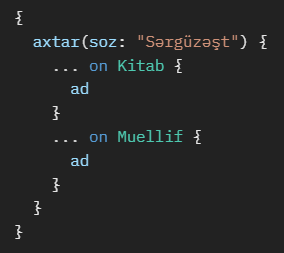 {
  axtar(soz: "Sərgüzəşt") {
    ... on Kitab {
      ad
    }
    ... on Muellif {
      ad
    }
  }
}